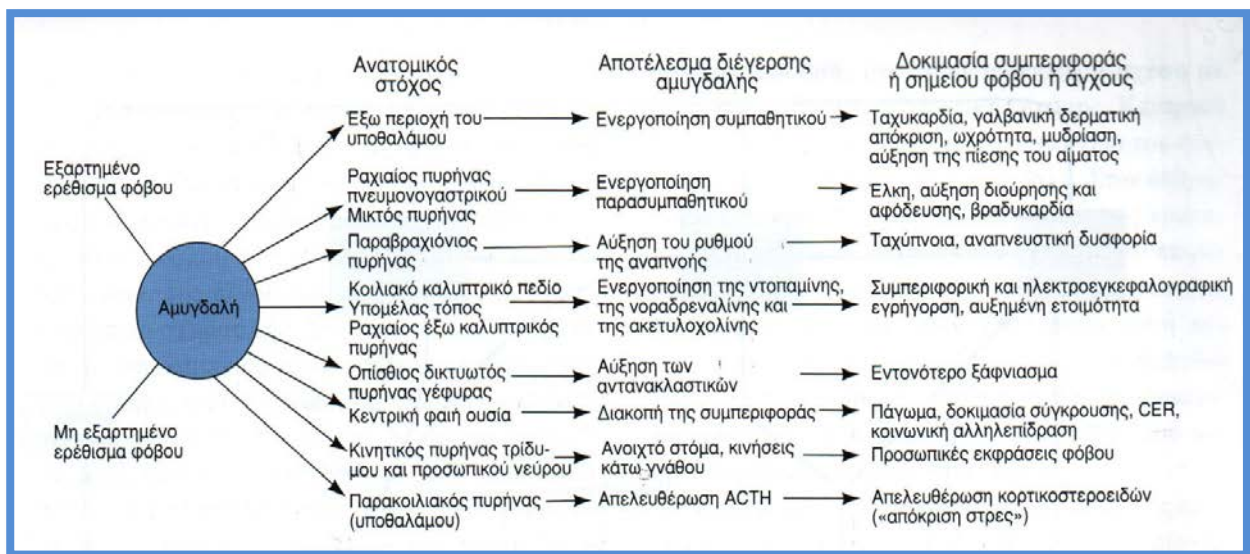 Ανατομικός
στόχος
Αποτέλεσμα διέγερσης
αμυγδαλής
Δοκιμασία συμπεριφοράς
ή σημείου φόβου ή άγχους
Εξαρτημένο
ερέθισμα φόβου
Αμυγδαλή
Μη εξαρτημένο
ερέθισμα φόβου
Έξω περιοχή του
υποθαλάμου
Ενεργοποίηση συμπαθητικού
Ταχυκαρδία, γαλβανική δερματική
απόκριση, ωχρότητα, μυδρίαση,
αύξηση της πίεσης του αίματος
Ραχιαίος πυρήνας
πνευμονογαστρικού
Μικτός πυρήνας
Ενεργοποίηση
παρασυμπαθητικού
Έλκη, αύξηση διούρησης και
αφόδευσης, βραδυκαρδία
Παραβραχιόνιος
πυρήνας
Αύξηση του ρυθμού
της αναπνοής
Ταχύπνοια, αναπνευστική δυσφορία
Κοιλιακό καλυπτρικό πεδίο
Υπομέλας τόπος
Ραχιαίος έξω καλυπτρικός
πυρήνας
Ενεργοποίηση της ντοπαμίνης,
της νοραδρεναλίνης και
της ακετυλοχολίνης
Συμπεριφορική και ηλεκτροεγκεφαλογραφική
εγρήγορση, αυξημένη ετοιμότητα
Οπίσθιος δικτυωτός
πυρήνας γέφυρας
Αύξηση των
αντανακλαστικών
Εντονότερο ξάφνιασμα
Κεντρική φαιή ουσία
Διακοπή της συμπεριφοράς
Πάγωμα, δοκιμασία σύγκρουσης, CER,
κοινωνική αλληλεπίδραση
Κινητικός πυρήνας τρίδυ-
μου και προσωπικού νεύρου
Ανοιχτό στόμα, κινήσεις
κάτω γνάθου
Προσωπικές εκφράσεις φόβου
Παρακοιλιακός πυρήνας
(υποθαλάμου)
Απελευθέρωση ACTH
Απελευθέρωση κορτικοστεροειδών
(«απόκριση στρες»)